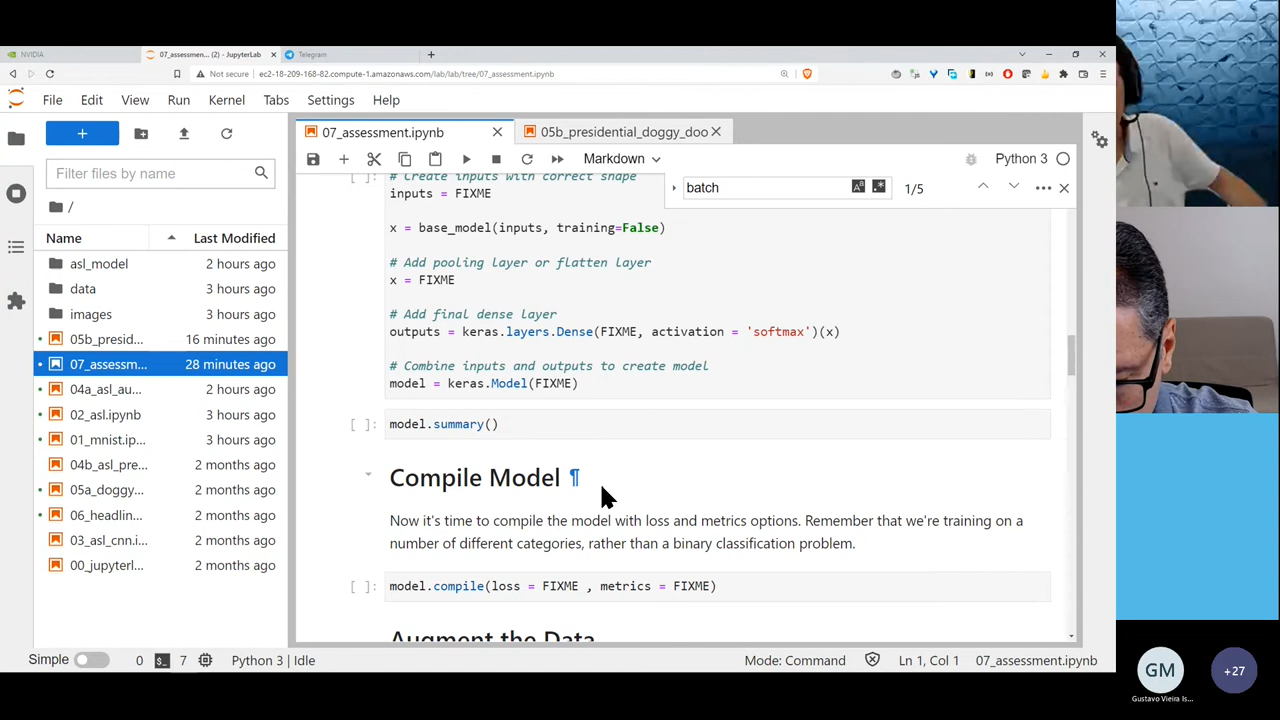 NVIDIA
07_assessmen... (2) - JupyterLab
Telegram
Not secure
ec2-18-209-168-82.compute-1.amazonaws.com/lab/lab/tree/07_assessment.ipynb
File Edit View Run Kernel Tabs Settings Help
07_assessment.ipynb
05b_presidential_doggy_doo
Filter files by name
Markdown
Python 3
/
batch
1/5
Name
Last Modified
asl_model 2 hours ago
data 3 hours ago
images 3 hours ago
05b_presid... 16 minutes ago
07_assessm... 28 minutes ago
04a_asl_au... 2 hours ago
02_asl.ipynb 3 hours ago
01_mnist.ip... 3 hours ago
04b_asl_pre... 2 months ago
05a_doggy... 2 months ago
06_headlin... 2 months ago
03_asl_cnn.i... 2 months ago
00_jupyterl... 2 months ago
[ ]: # Create inputs with correct shape
inputs = FIXME
x = base_model(inputs, training=False)
# Add pooling layer or flatten layer
x = FIXME
# Add final dense layer
outputs = keras.layers.Dense(FIXME, activation = 'softmax')(x)
# Combine inputs and outputs to create model
model = keras.Model(FIXME)
[ ]: model.summary()
Compile Model ¶
Now it's time to compile the model with loss and metrics options. Remember that we're training on a
number of different categories, rather than a binary classification problem.
[ ]: model.compile(loss = FIXME , metrics = FIXME)
Augment the Data
Simple
0
7
Python 3 | Idle
Mode: Command
Ln 1, Col 1
07_assessment.ipynb
GM
Gustavo Vieira Is...
+27